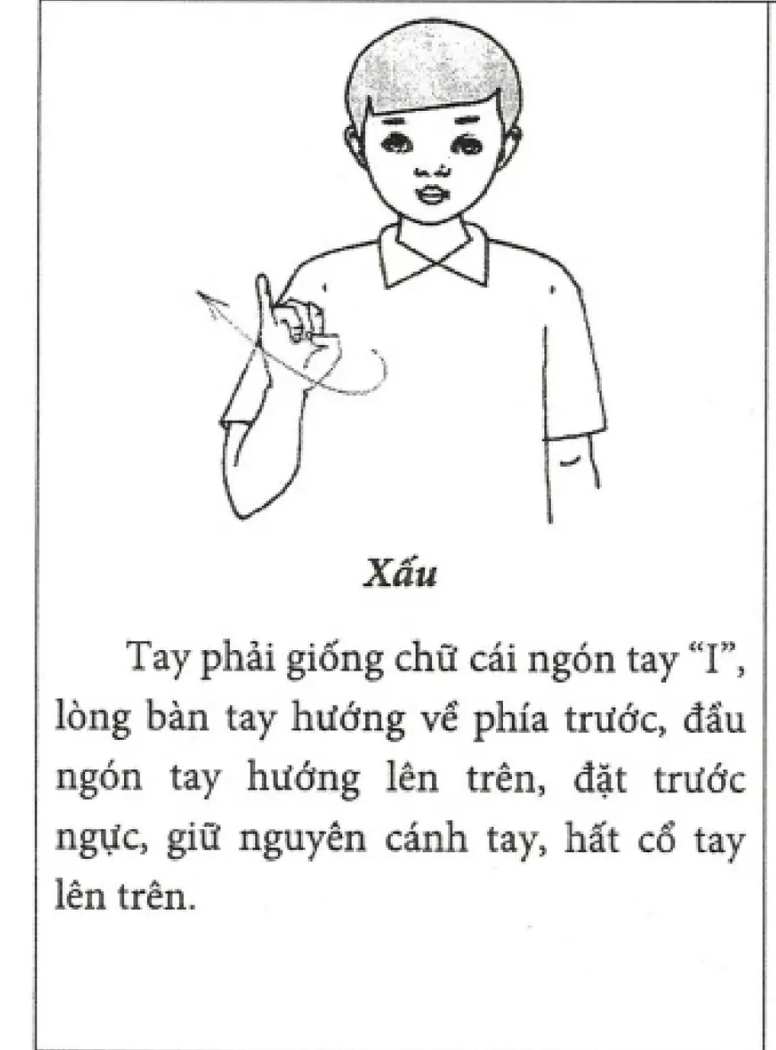 Xấu
Tay phải giống chữ cái ngón tay “I”,
lòng bàn tay hướng về phía trước, đầu
ngón tay hướng lên trên, đặt trước
ngực, giữ nguyên cánh tay, hất cổ tay
lên trên.